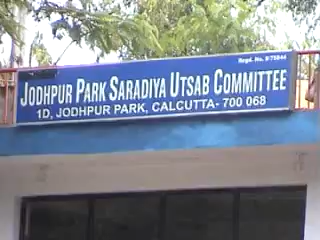 Regd. No. S/75844
JODHPUR PARK SARADIYA UTSAB COMMITTEE
1D, JODHPUR PARK, CALCUTTA- 700 068